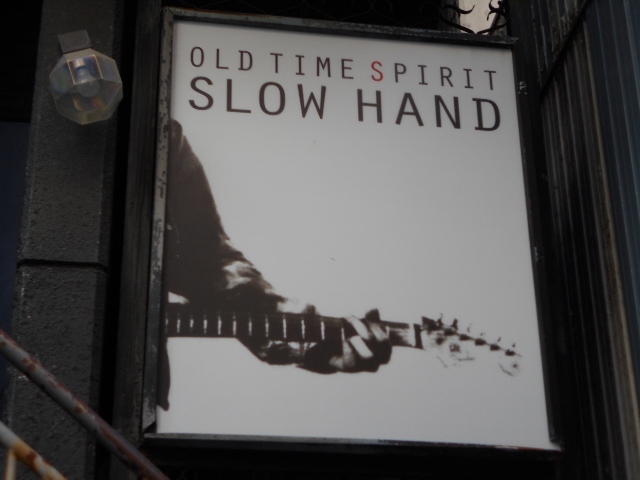 OLD TIME SPIRIT
SLOW HAND